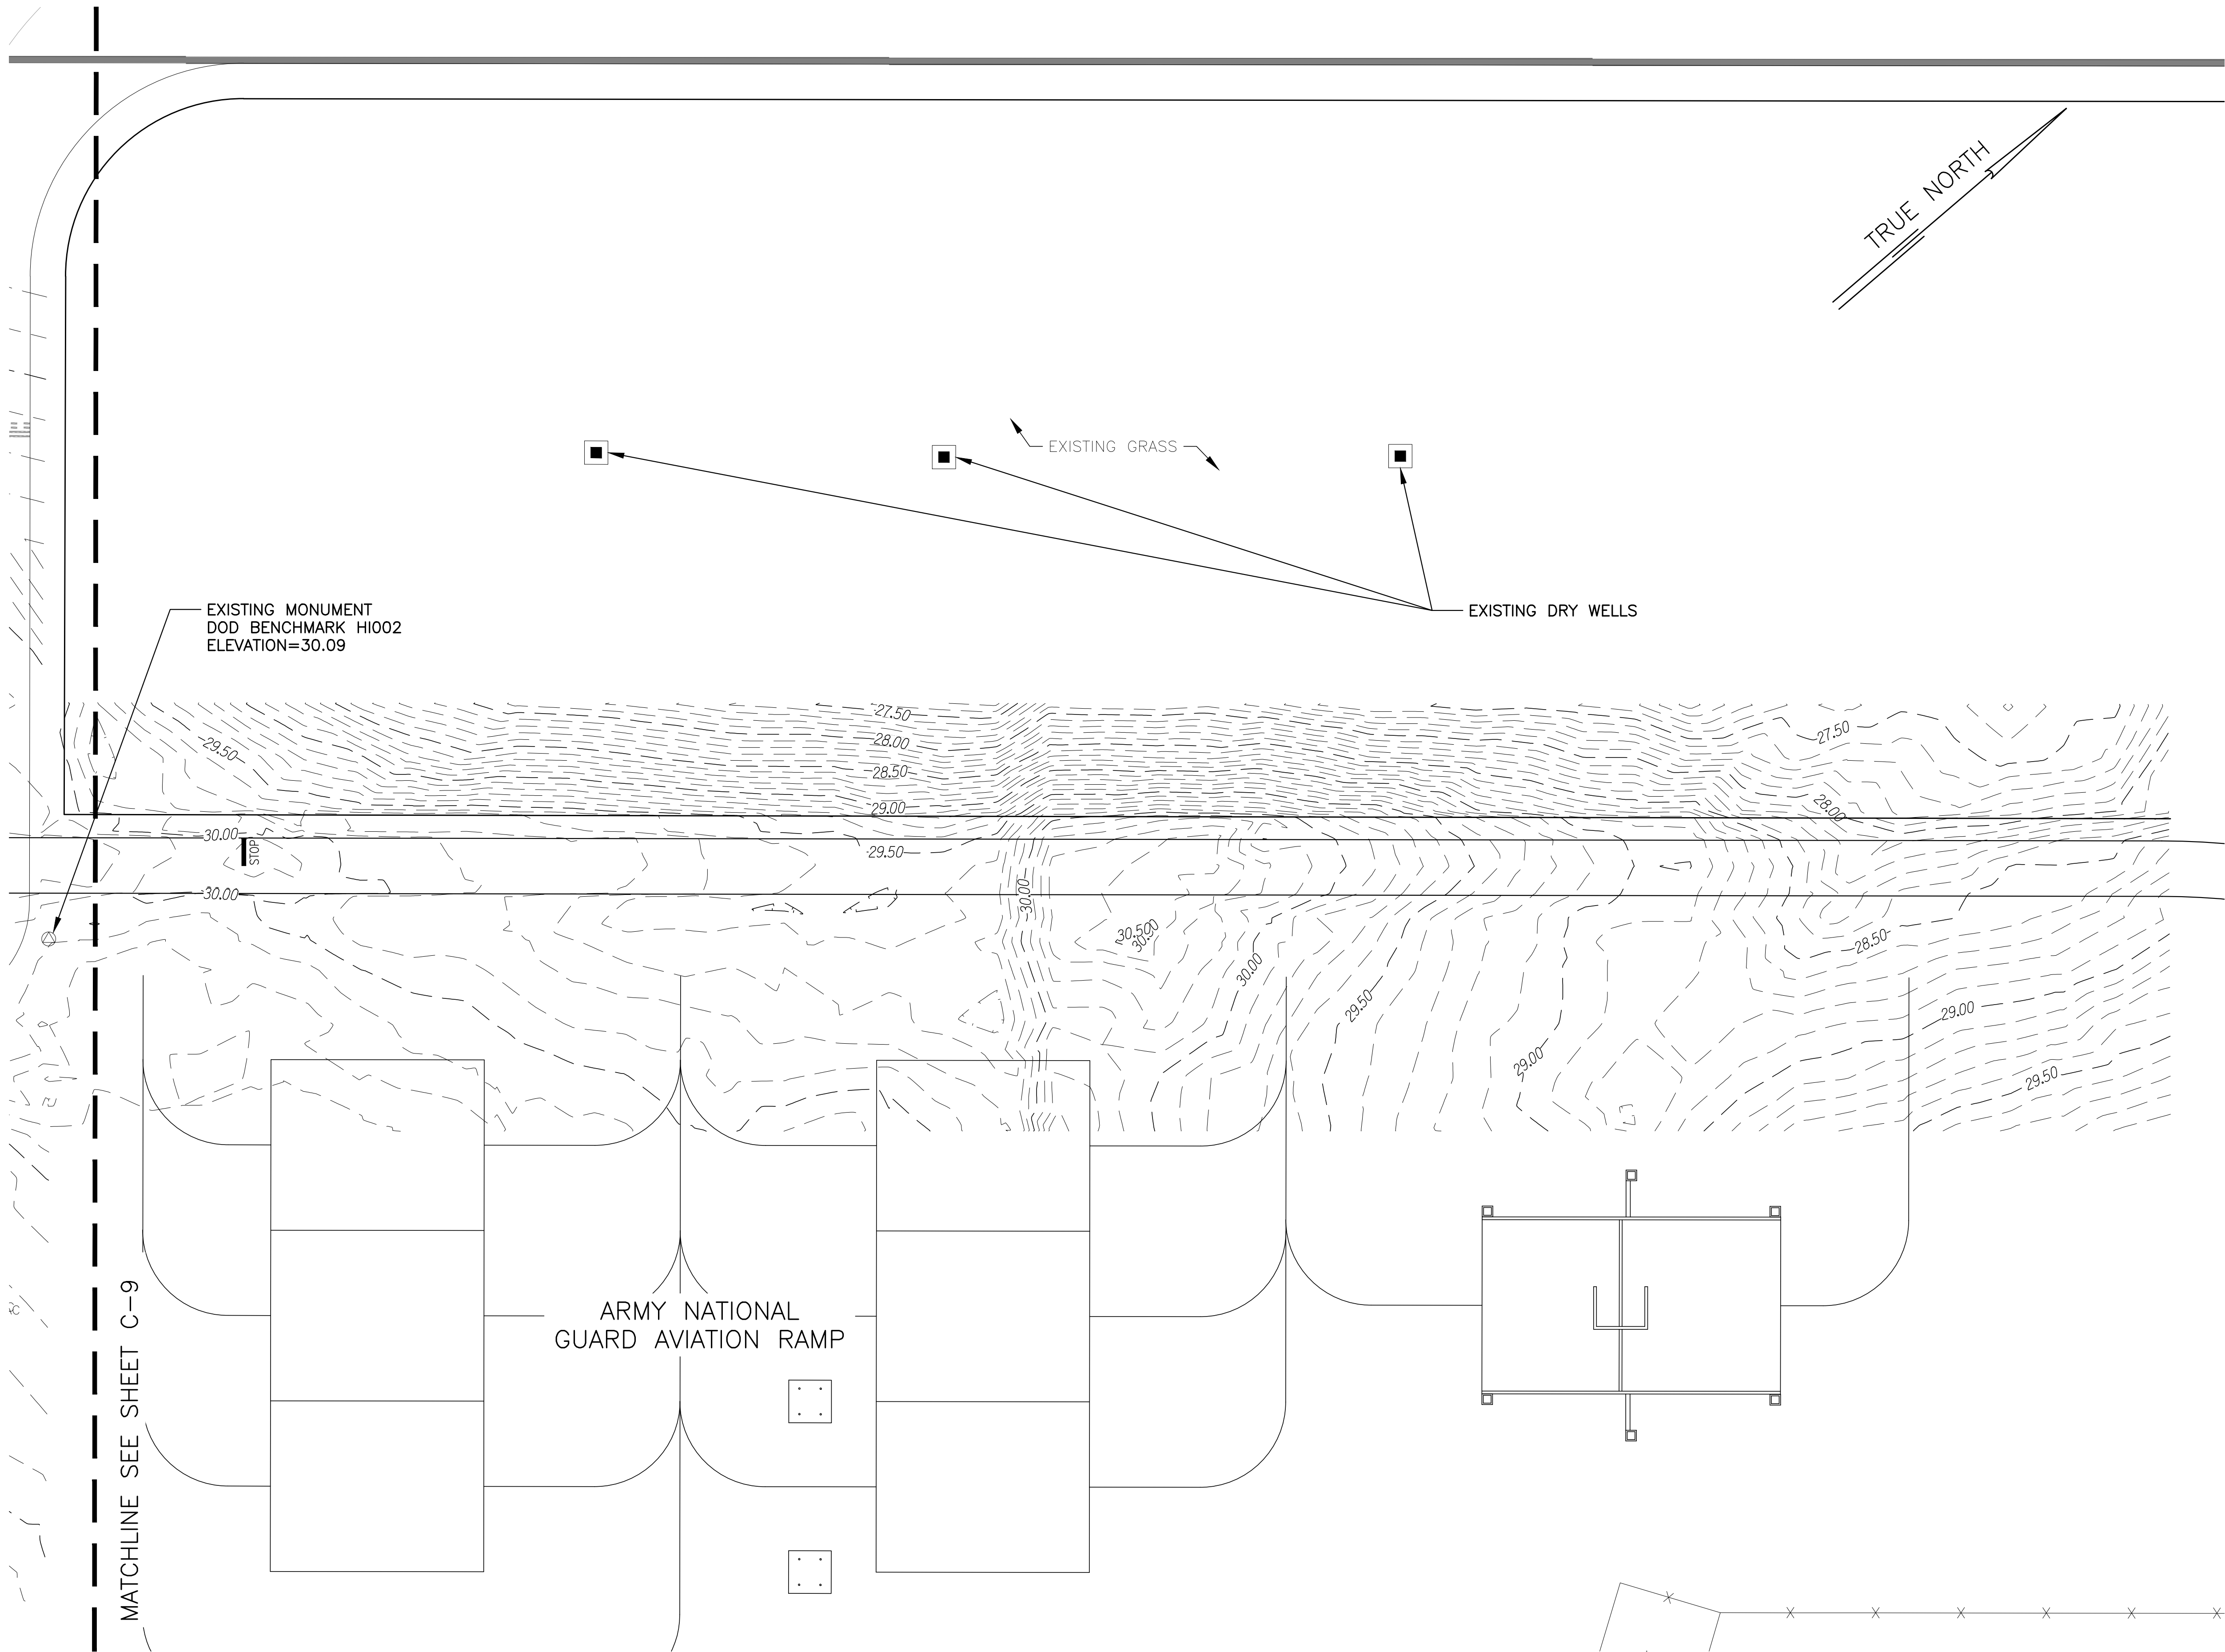 TRUE NORTH
EXISTING GRASS
EXISTING MONUMENT
DOD BENCHMARK HI002
ELEVATION=30.09
EXISTING DRY WELLS
27.50
27.50
29.50
28.00
28.50
28.00
29.00
30.00
STOP
29.50
30.00
30.00
30.50
30.50
28.50
30.00
29.50
29.00
29.00
29.50
MATCHLINE SEE SHEET C-9
ARMY NATIONAL
GUARD AVIATION RAMP